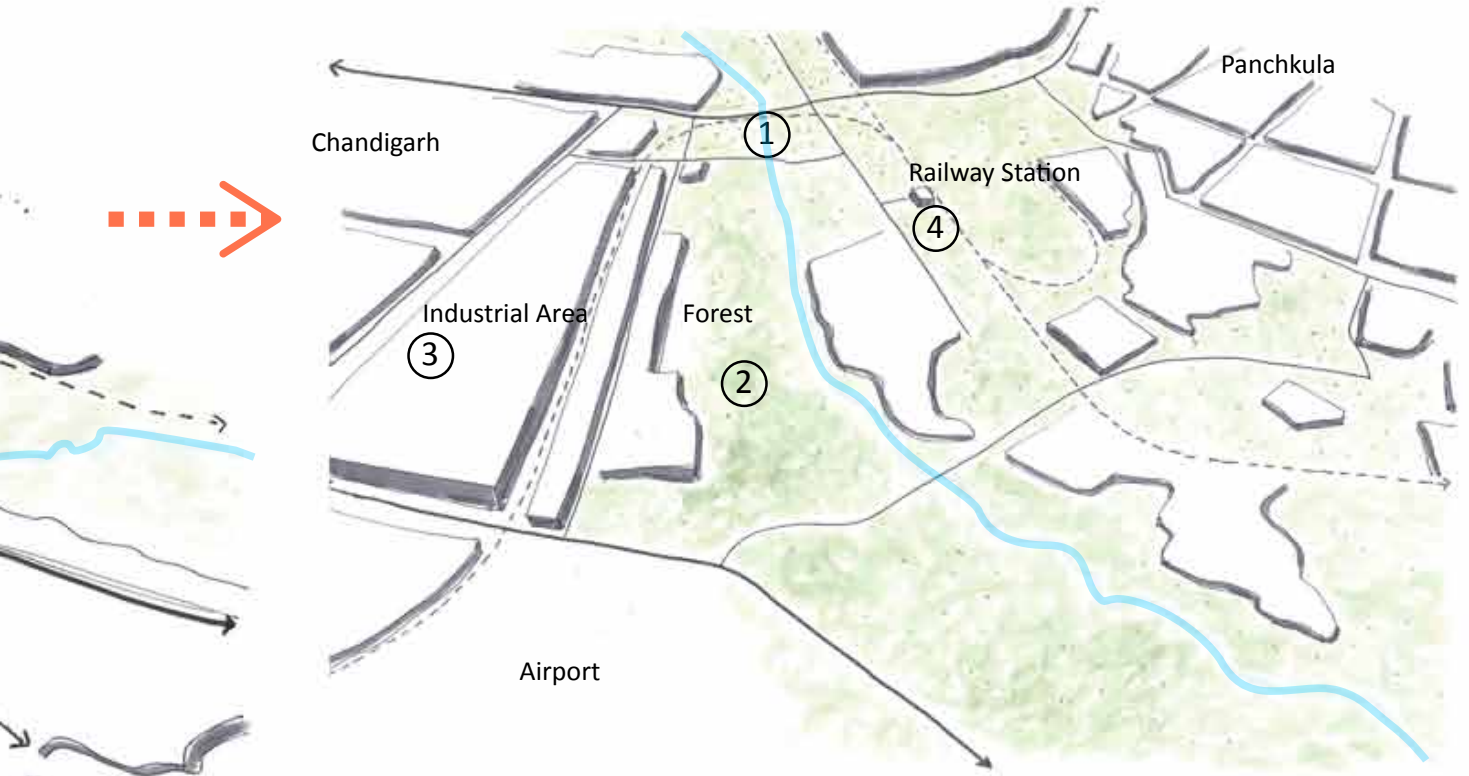 Panchkula
Chandigarh
1
Railway Station
4
Industrial Area
Forest
3
2
Airport